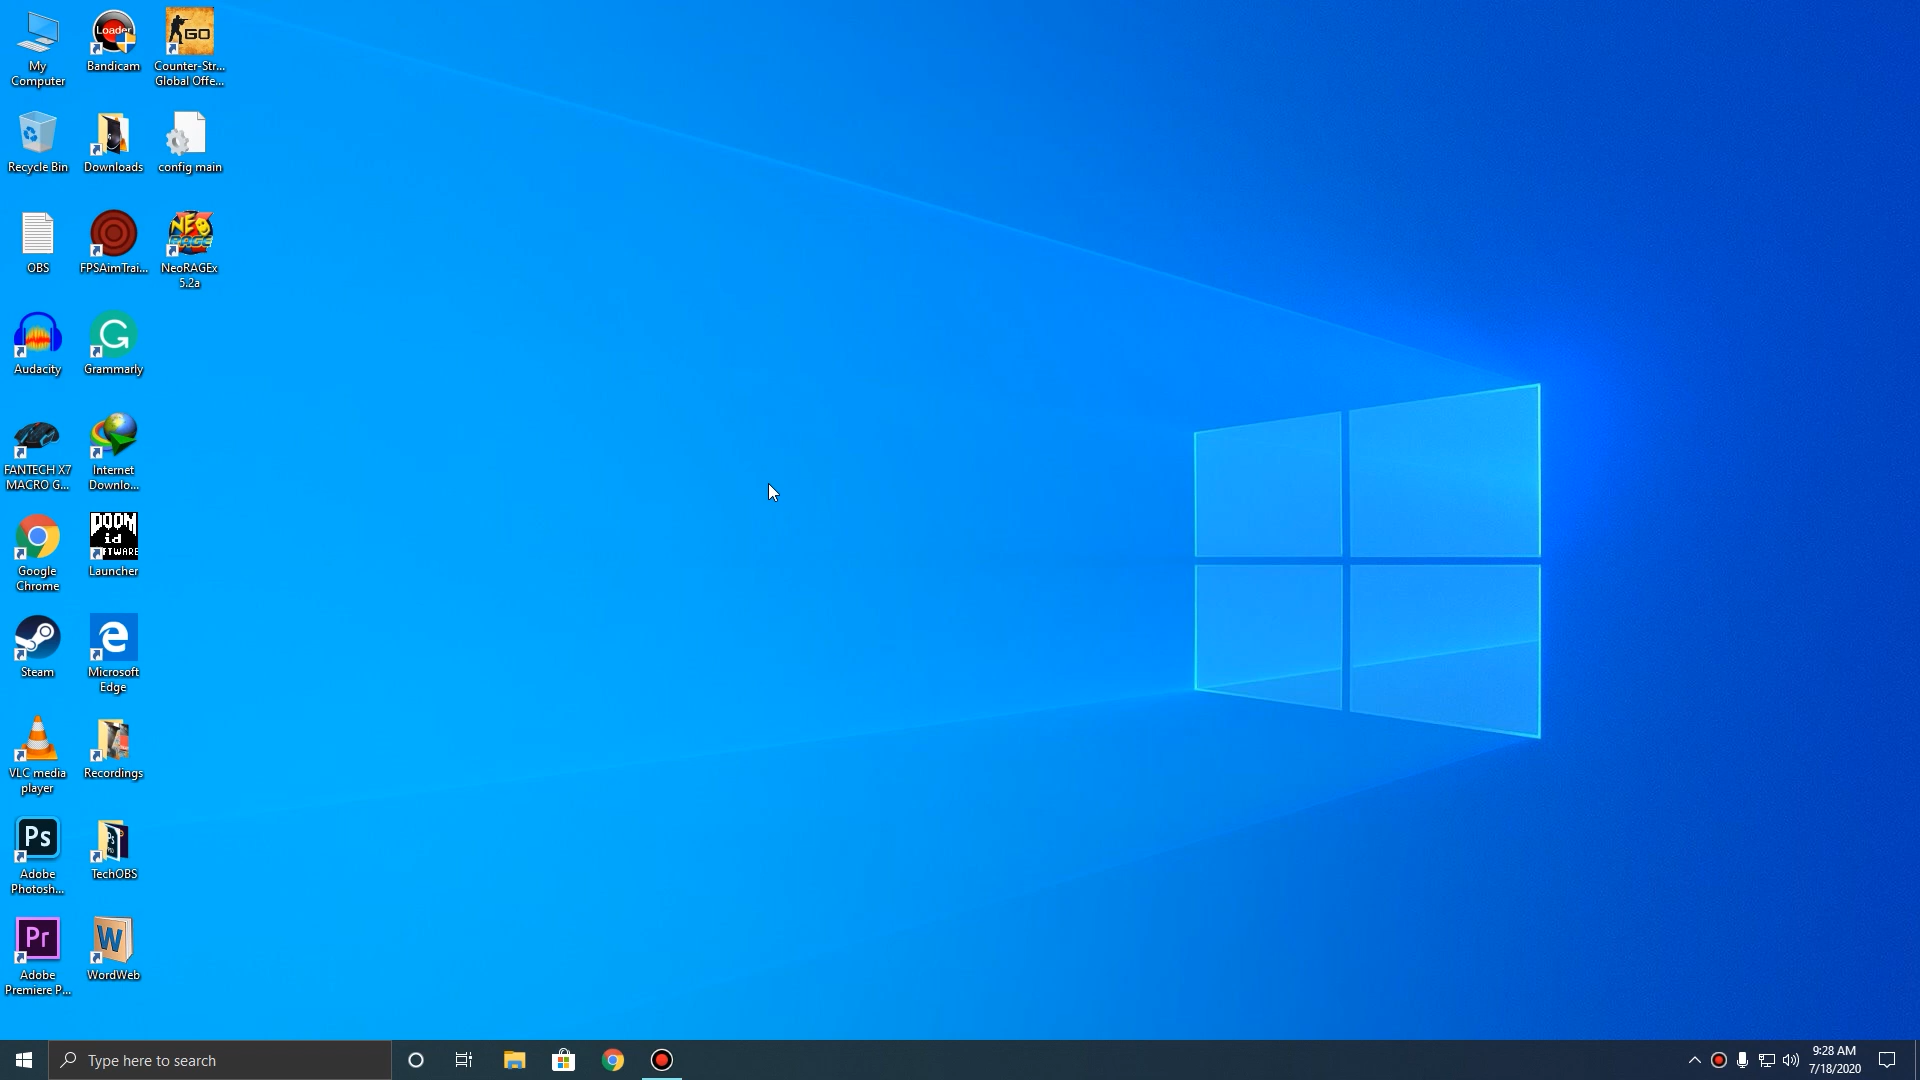 My
Computer
Loader
Bandicam
GO
Counter-Str...
Global Offe...
Recycle Bin
Downloads
config main
OBS
FPSAimTrai...
NEO
RAGE
NeoRAGEx
5.2a
Audacity
G
Grammarly
FANTECH X7
MACRO G...
Internet
Downlo...
Google
Chrome
DOOM
id
Launcher
Steam
e
Microsoft
Edge
VLC media
player
Recordings
Ps
Adobe
Photosh...
TechOBS
Pr
Adobe
Premiere P...
W
WordWeb
Type here to search
9:28 AM
7/18/2020